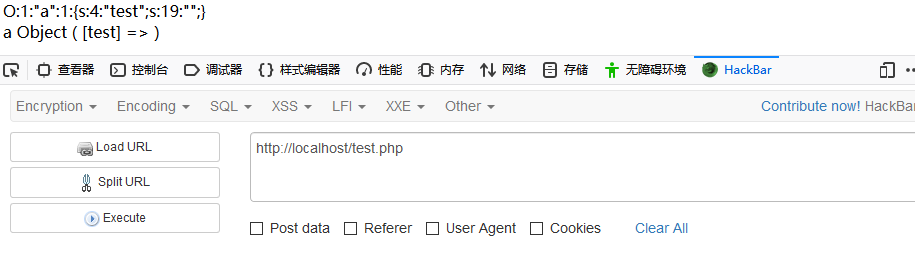 O:1:"a":1:{s:4:"test";s:19:"";}
a Object ( [test] => )
查看器 控制台 调试器 样式编辑器 性能 内存 网络 存储 无障碍环境 HackBar
Encryption Encoding SQL XSS LFI XXE Other Contribute now! HackBar
Load URL
http://localhost/test.php
Split URL
Execute
Post data Referer User Agent Cookies Clear All